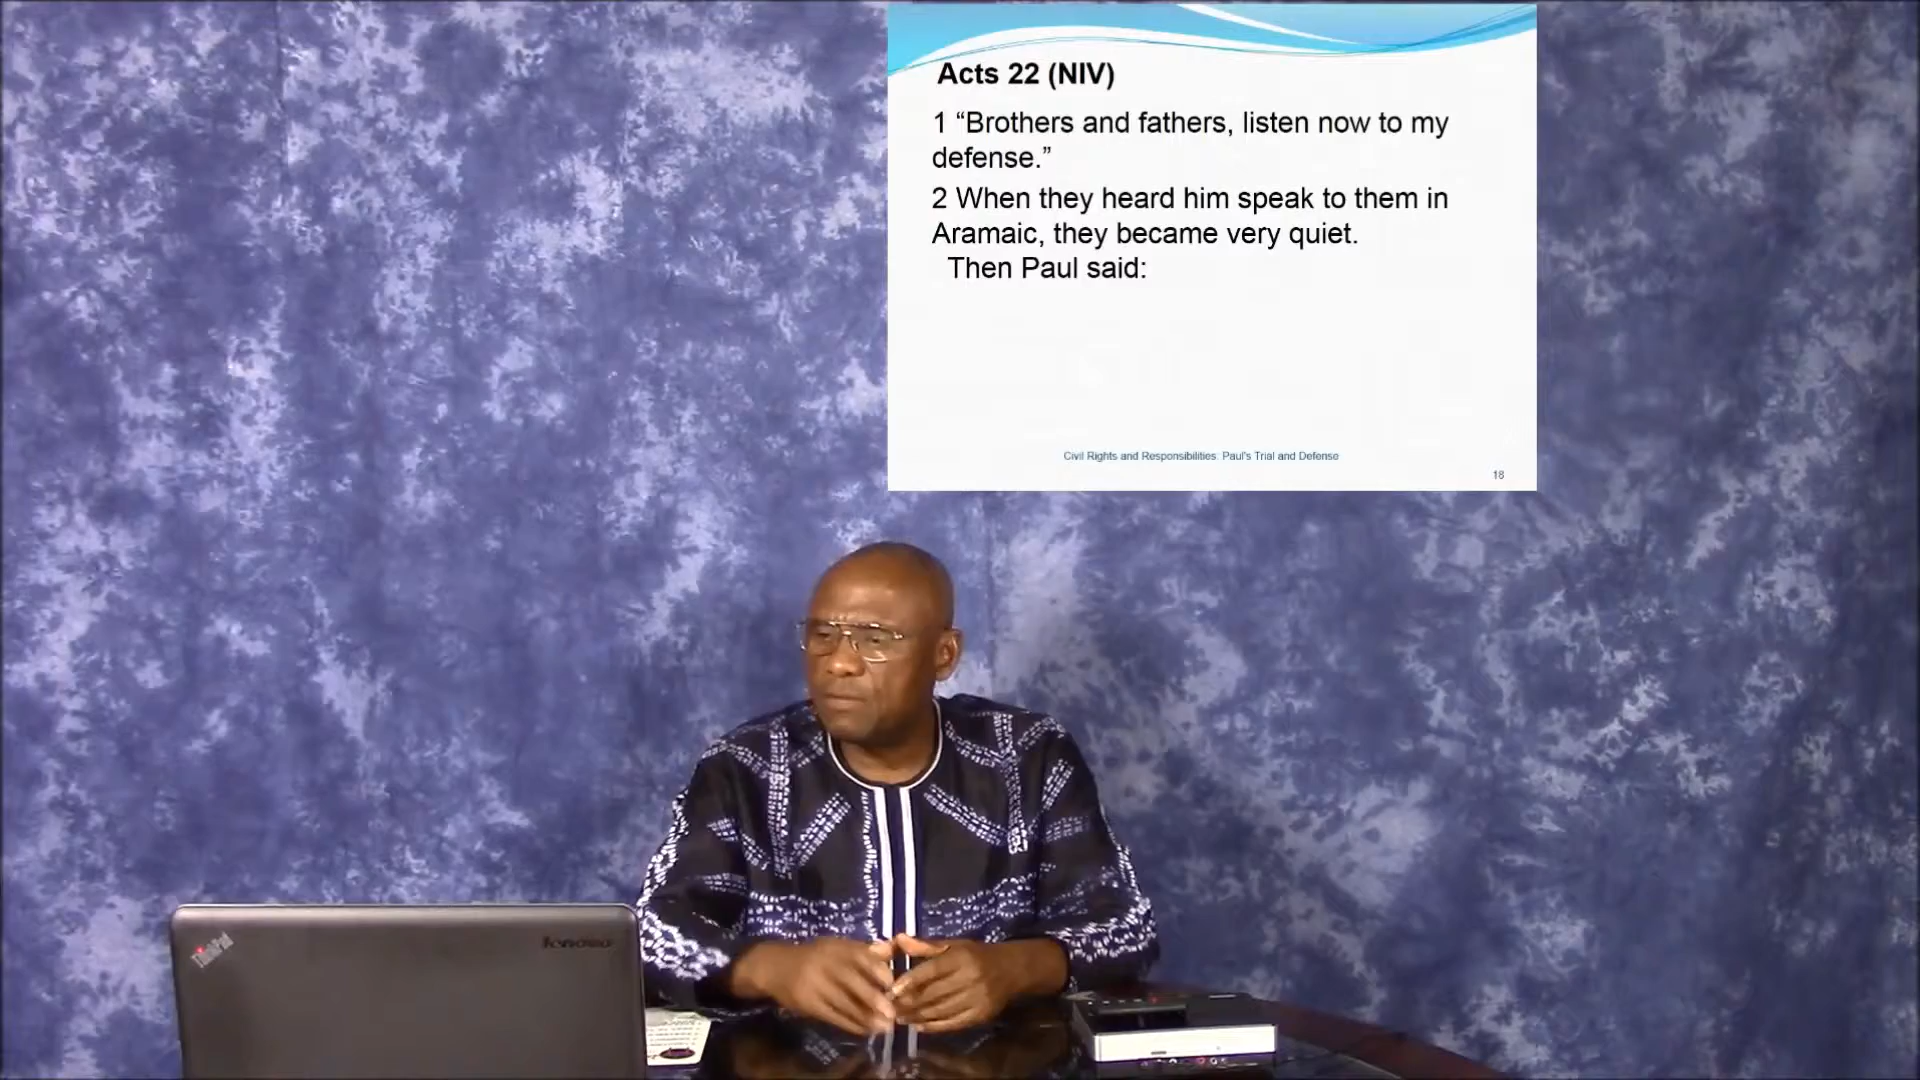 Acts 22 (NIV)
1 “Brothers and fathers, listen now to my
defense.”
2 When they heard him speak to them in
Aramaic, they became very quiet.
Then Paul said:
Civil Rights and Responsibilities: Paul's Trial and Defense
18
ThinkPad
lenovo